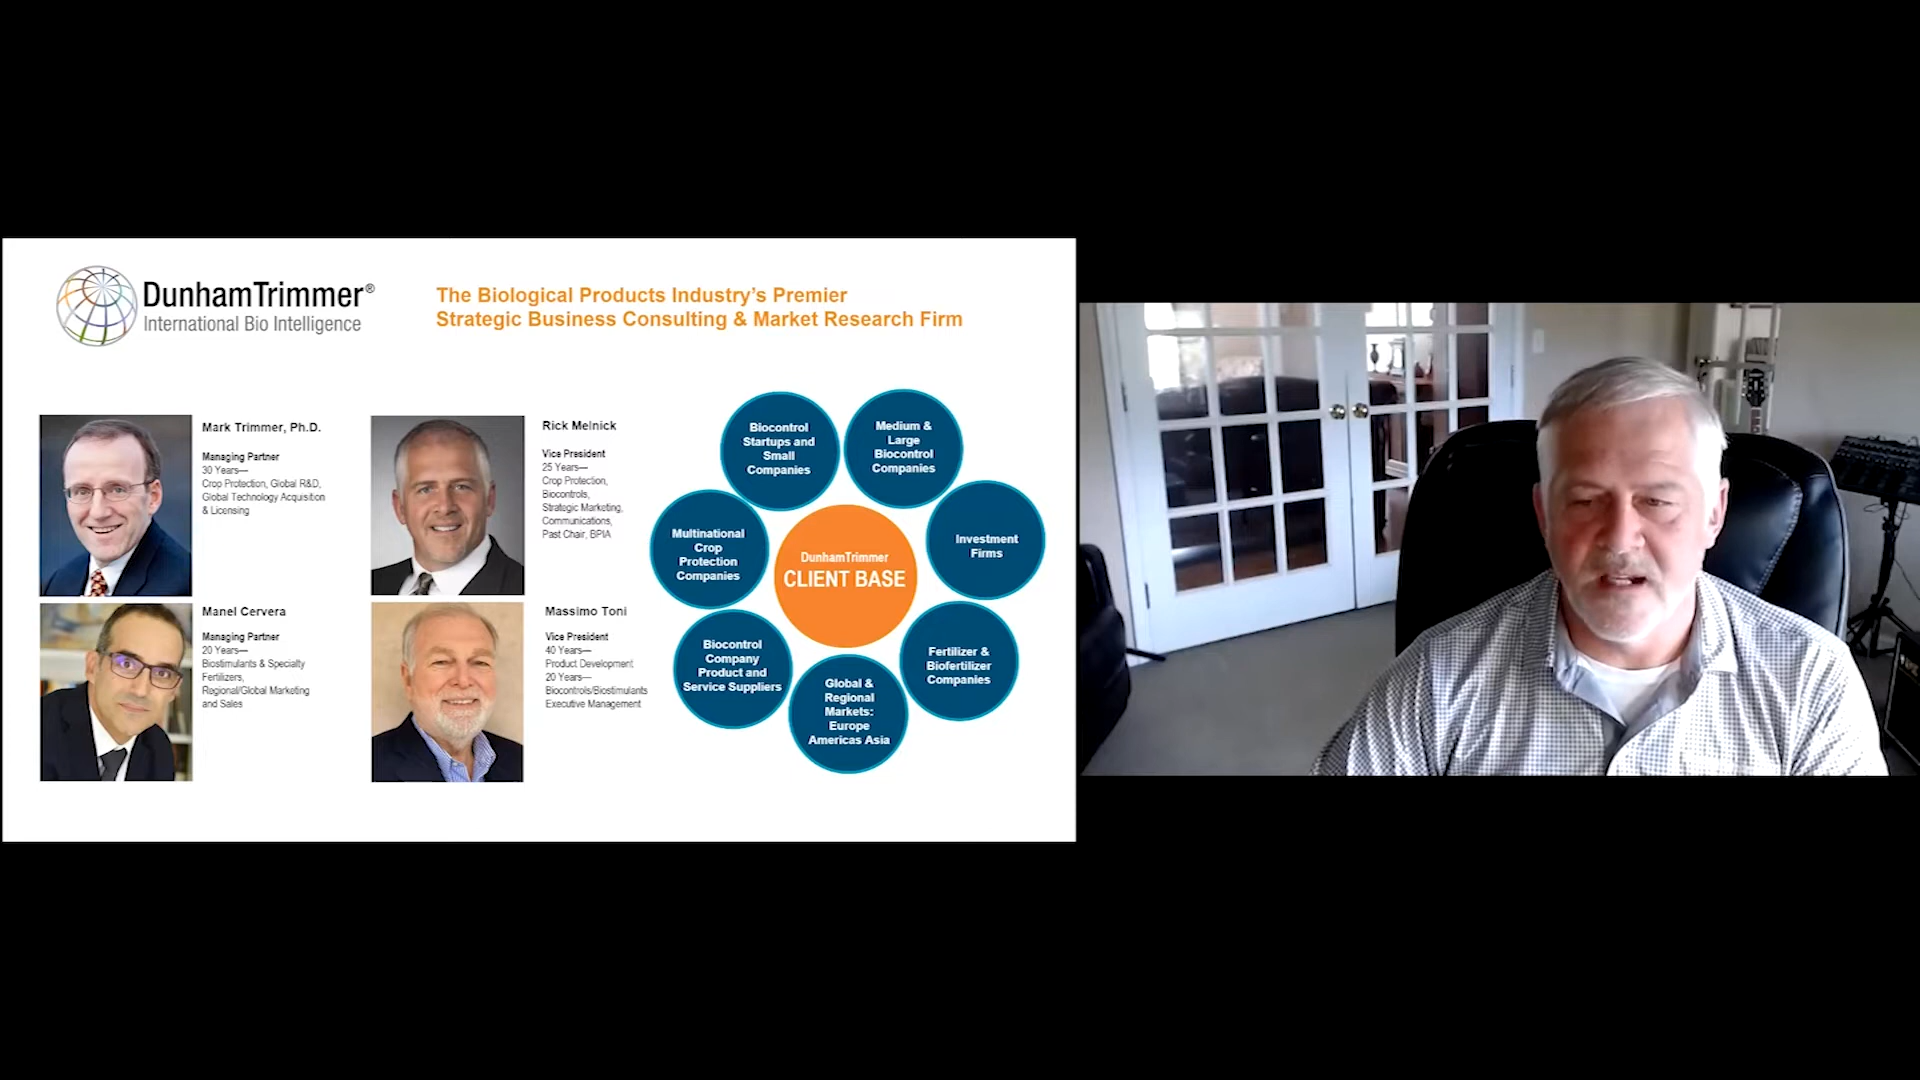 DunhamTrimmer®
International Bio Intelligence
The Biological Products Industry's Premier
Strategic Business Consulting & Market Research Firm
Mark Trimmer, Ph.D.
Managing Partner
30 Years—
Crop Protection, Global R&D,
Global Technology Acquisition
& Licensing
Rick Melnick
Vice President
25 Years—
Crop Protection,
Biocontrols,
Strategic Marketing,
Communications,
Past Chair, BPIA
Manel Cervera
Managing Partner
20 Years—
Biostimulants & Specialty
Fertilizers,
Regional/Global Marketing
and Sales
Massimo Toni
Vice President
40 Years—
Product Development
20 Years—
Biocontrols/Biostimulants
Executive Management
DunhamTrimmer
CLIENT BASE
Biocontrol
Startups and
Small
Companies
Medium &
Large
Biocontrol
Companies
Investment
Firms
Fertilizer &
Biofertilizer
Companies
Global &
Regional
Markets:
Europe
Americas Asia
Biocontrol
Company
Product and
Service Suppliers
Multinational
Crop
Protection
Companies